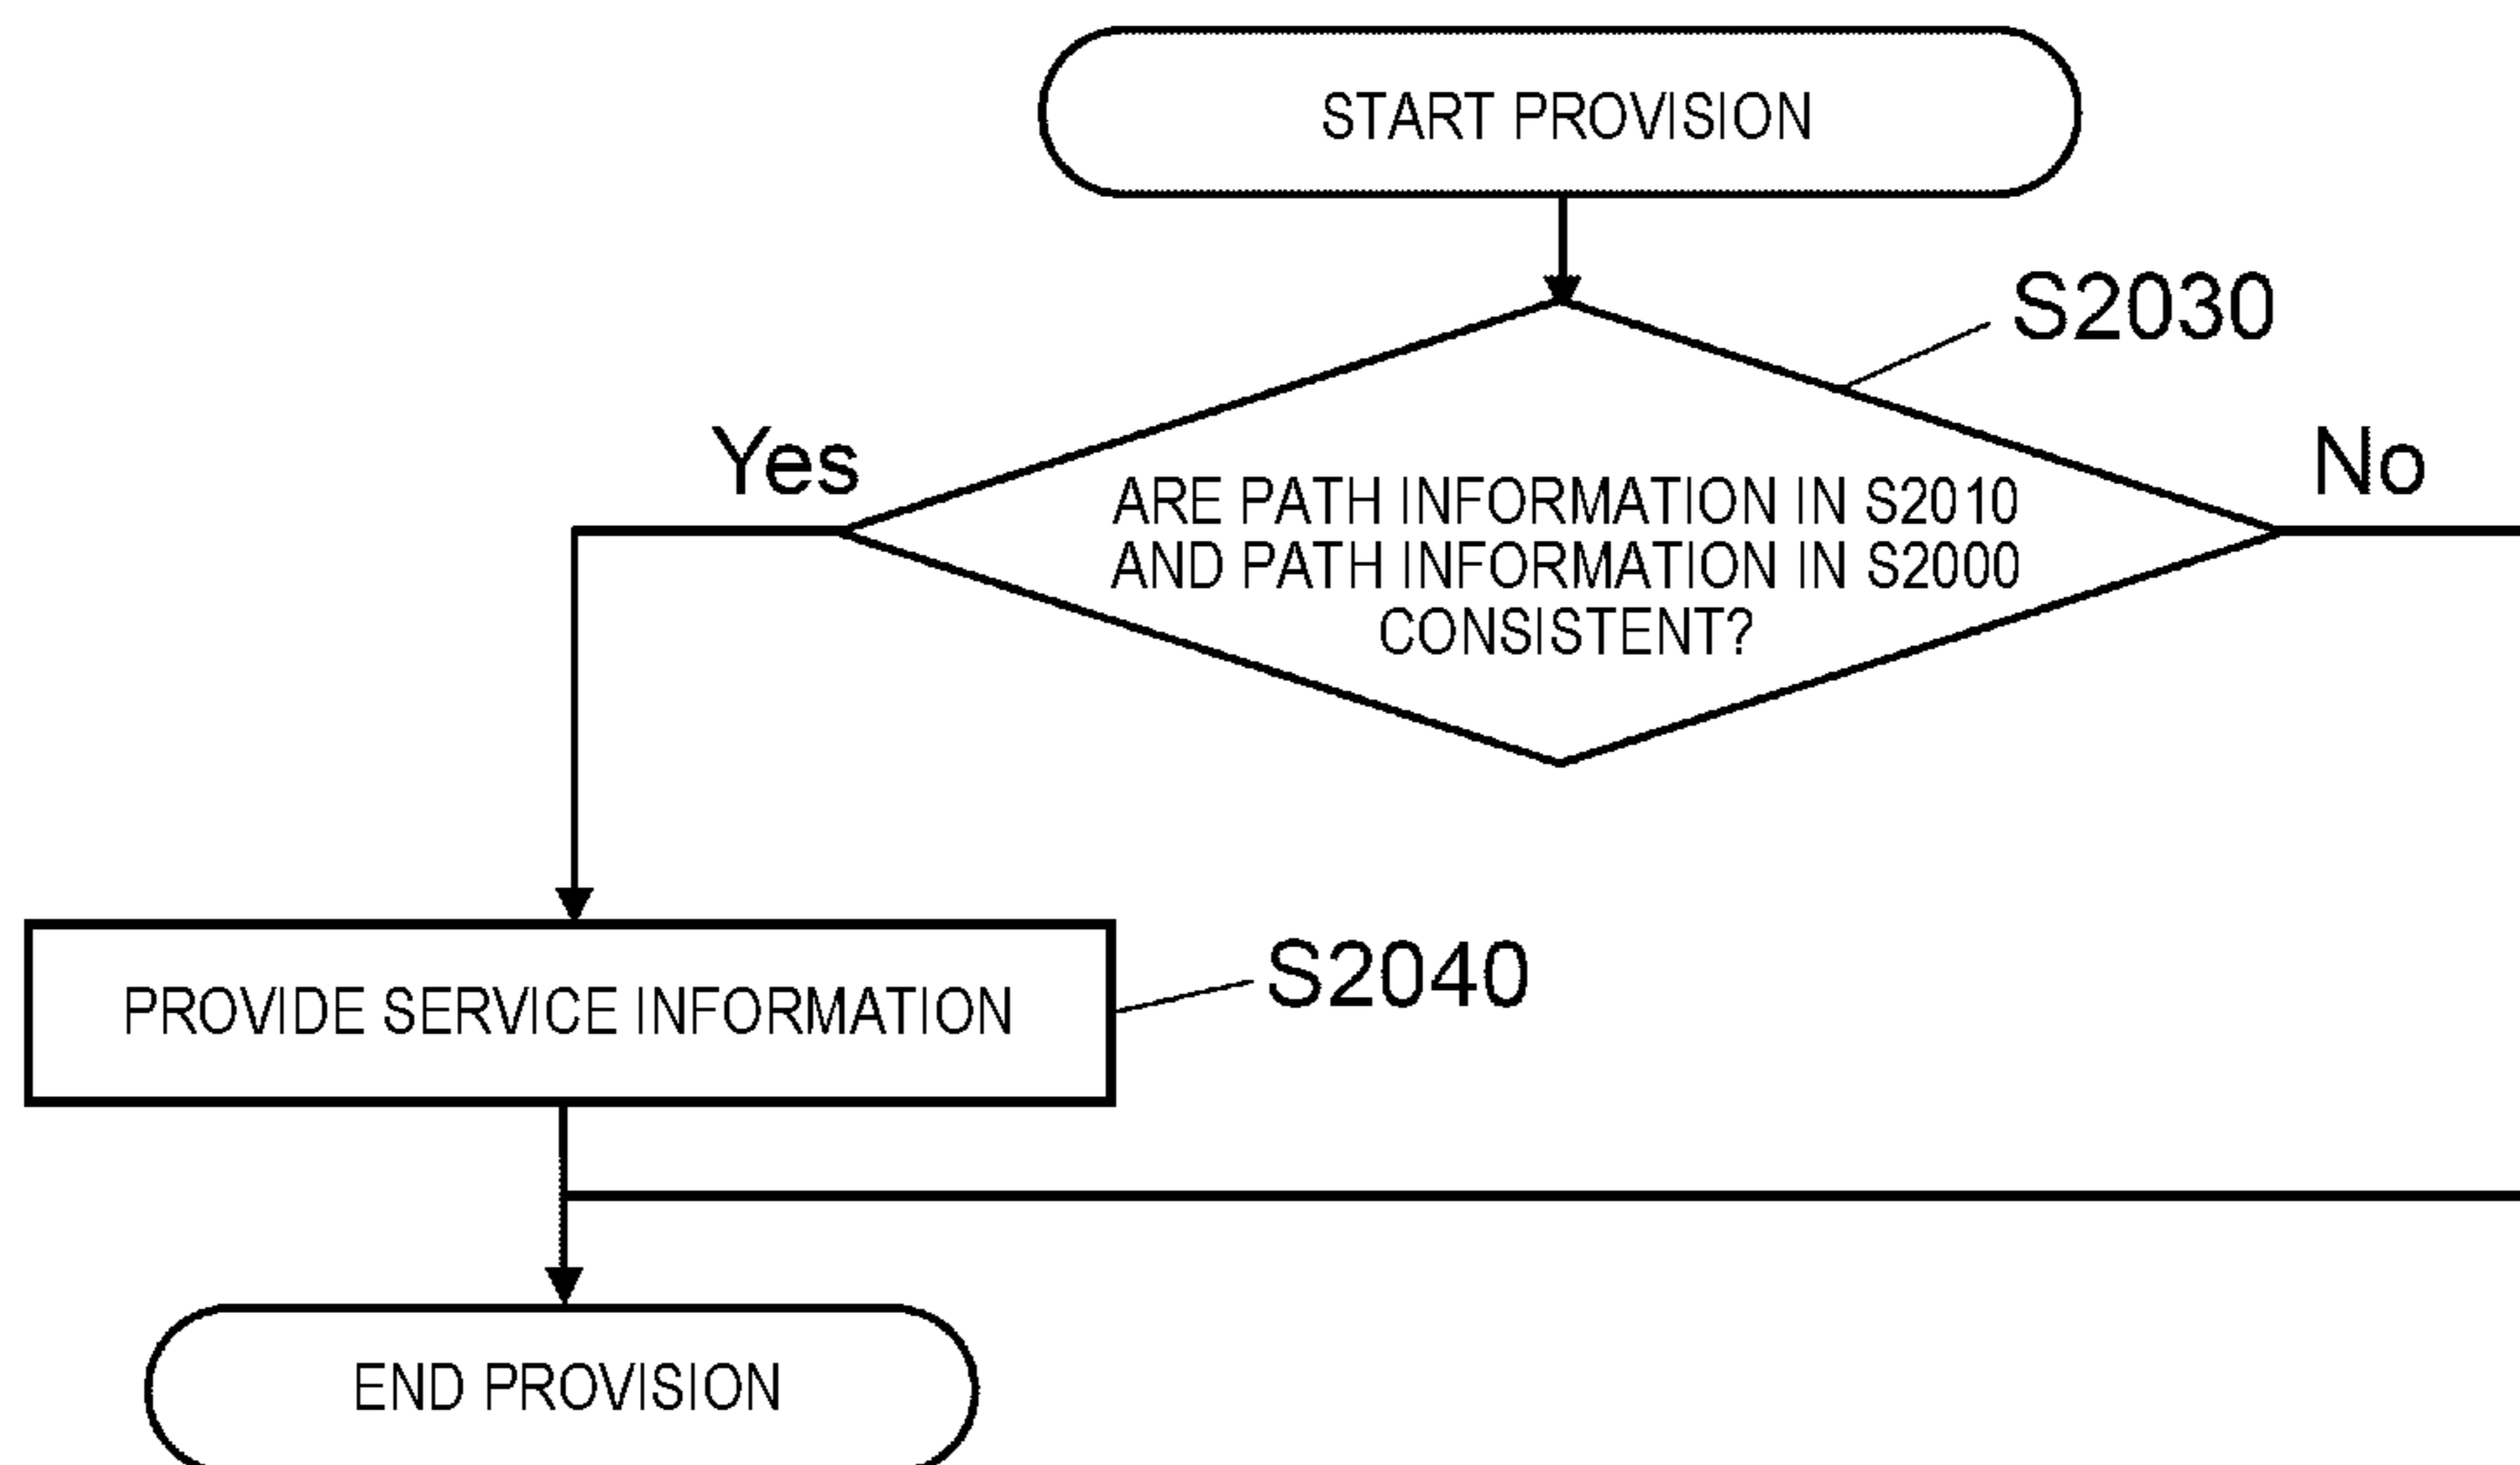 START PROVISION
S2030
Yes
No
ARE PATH INFORMATION IN S2010
AND PATH INFORMATION IN S2000
CONSISTENT?
PROVIDE SERVICE INFORMATION
S2040
END PROVISION